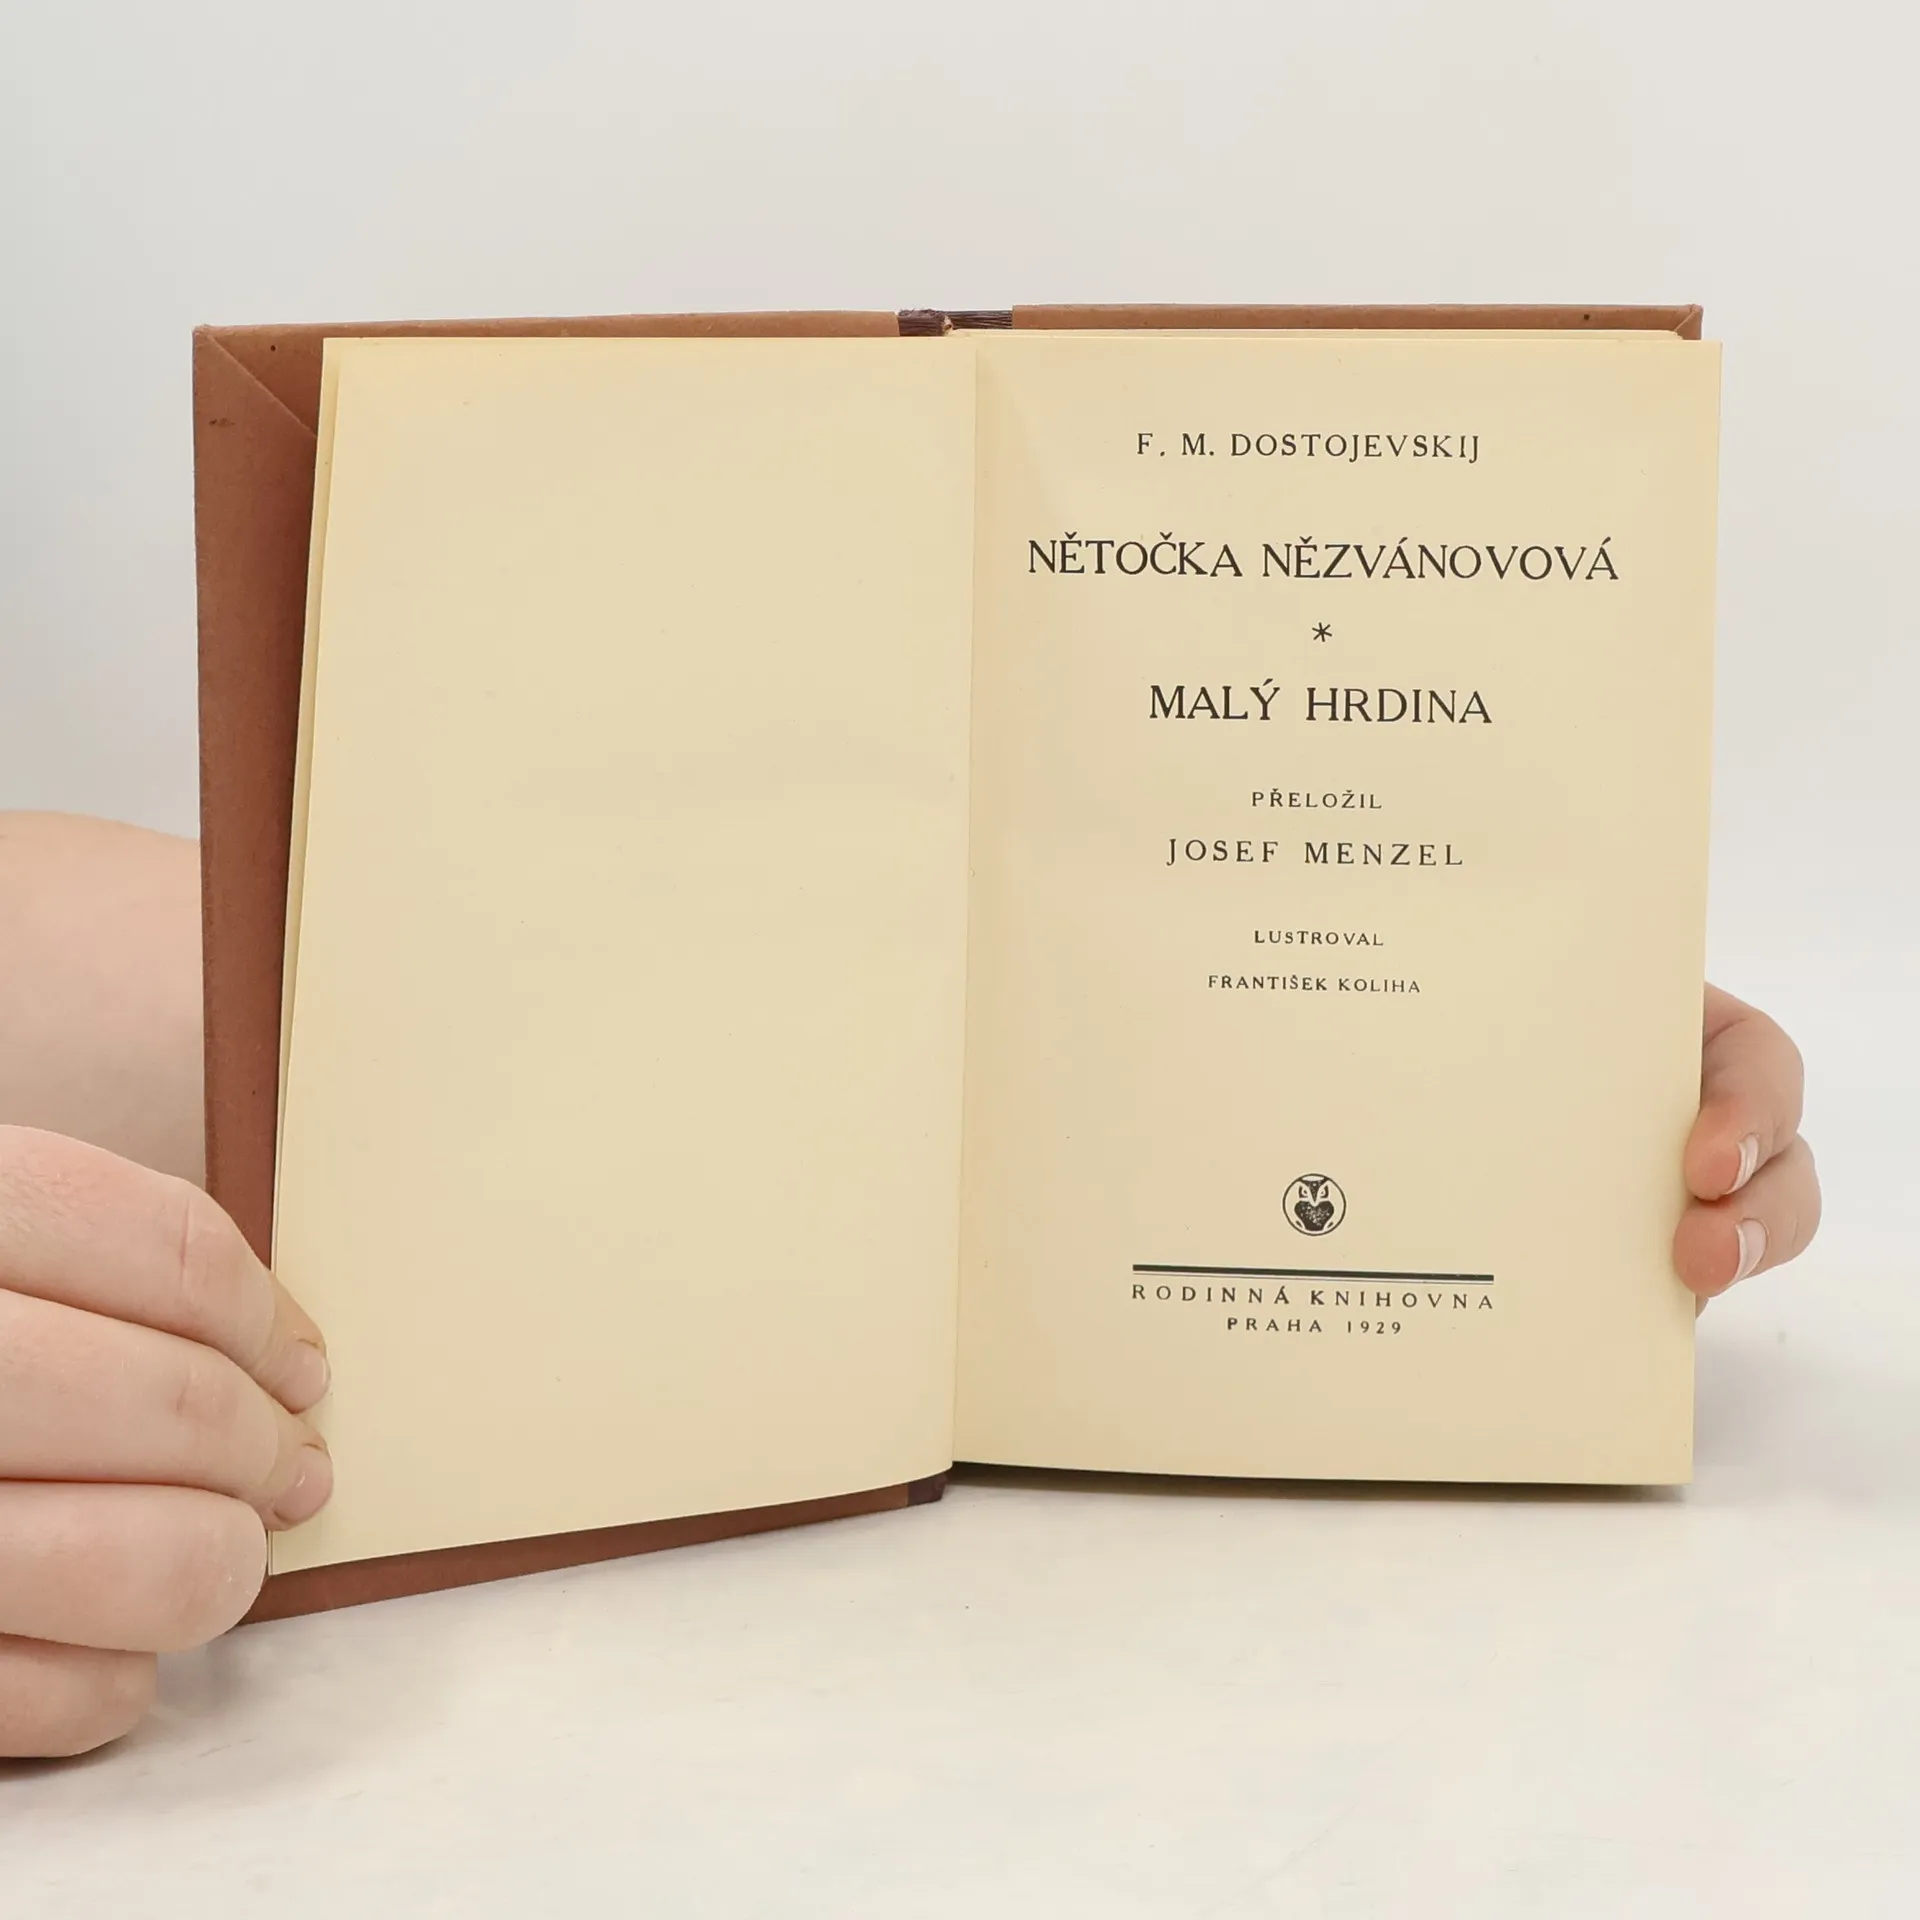 F. M. DOSTOJEVSKIJ
NĚTOČKA NĚZVÁNOVOVÁ
*
MALÝ HRDINA
PŘELOŽIL
JOSEF MENZEL
LUSTROVAL
FRANTIŠEK KOLIHA
RODINNÁ KNIHOVNA
PRAHA 1929